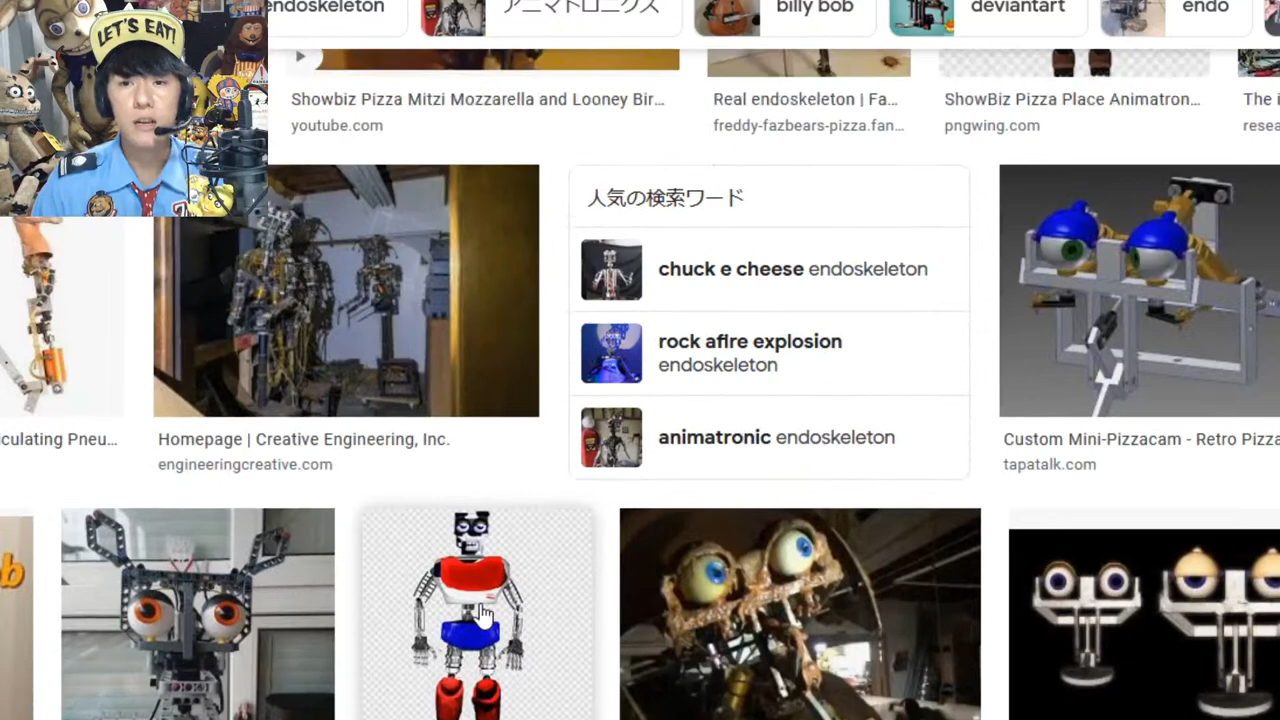 endoskeleton
アニマトロニクス
billy bob
deviantart
endo
LET'S EAT!
Showbiz Pizza Mitzi Mozzarella and Looney Bir…
youtube.com
Real endoskeleton | Fa…
freddy-fazbears-pizza.fan…
ShowBiz Pizza Place Animatron…
pngwing.com
The i
resea
人気の検索ワード
chuck e cheese endoskeleton
rock afire explosion
endoskeleton
animatronic endoskeleton
culating Pneu…
Homepage | Creative Engineering, Inc.
engineeringcreative.com
Custom Mini-Pizzacam - Retro Pizza
tapatalk.com
b